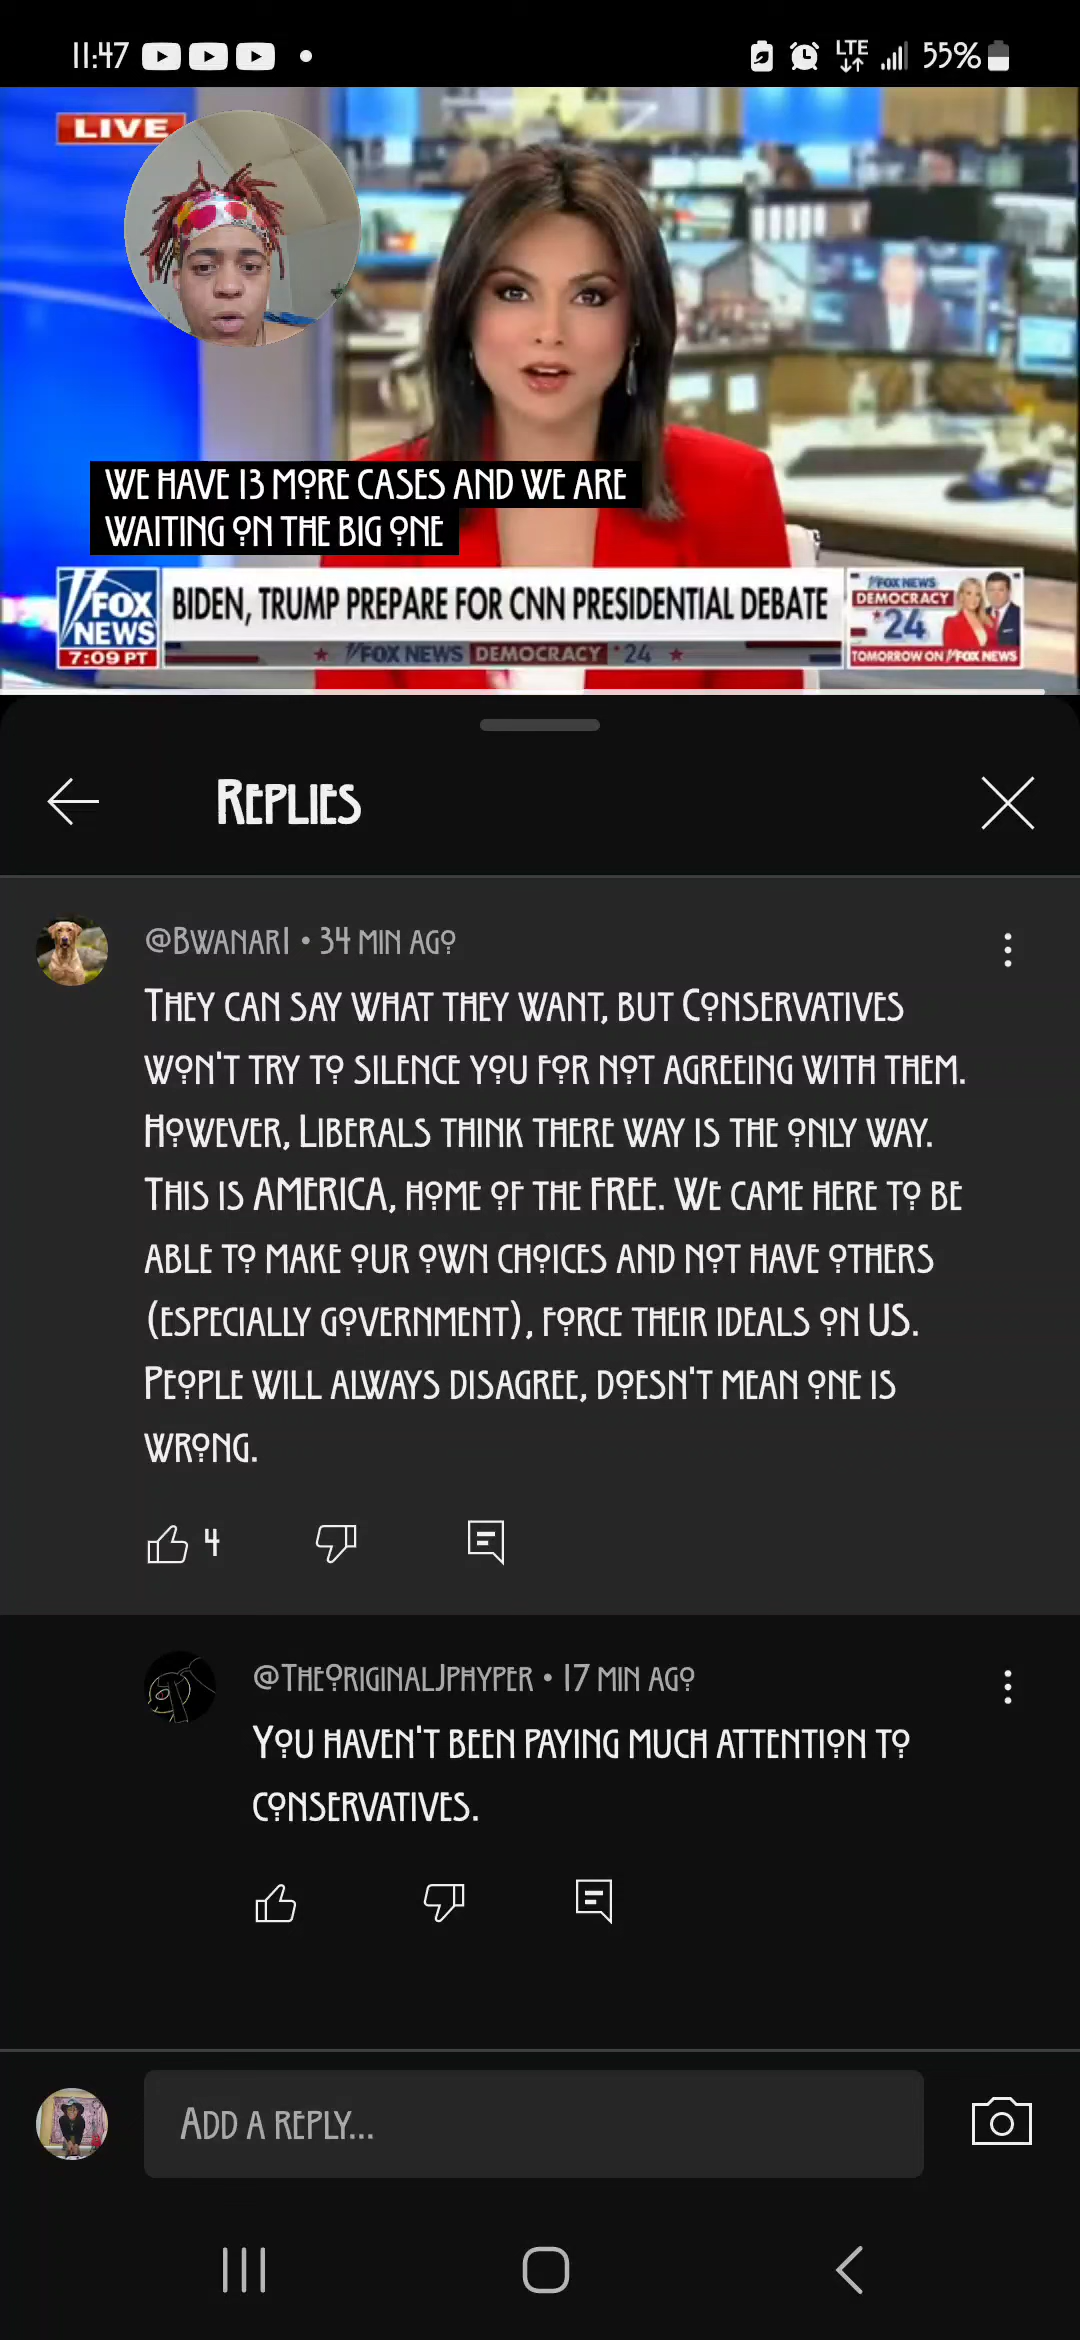 11:47
LTE
55%
LIVE
WE HAVE 13 MORE CASES AND WE ARE
WAITING ON THE BIG ONE
FOX
NEWS
7:09 PT
BIDEN, TRUMP PREPARE FOR CNN PRESIDENTIAL DEBATE
FOX NEWS DEMOCRACY '24
FOX NEWS
DEMOCRACY
'24
TOMORROW ON FOX NEWS
REPLIES
@BWANAR1 • 34 MIN AGO
THEY CAN SAY WHAT THEY WANT, BUT CONSERVATIVES
WON'T TRY TO SILENCE YOU FOR NOT AGREEING WITH THEM.
HOWEVER, LIBERALS THINK THERE WAY IS THE ONLY WAY.
THIS IS AMERICA, HOME OF THE FREE. WE CAME HERE TO BE
ABLE TO MAKE OUR OWN CHOICES AND NOT HAVE OTHERS
(ESPECIALLY GOVERNMENT), FORCE THEIR IDEALS ON US.
PEOPLE WILL ALWAYS DISAGREE, DOESN'T MEAN ONE IS
WRONG.
4
@THEORIGINALJPHYPER • 17 MIN AGO
YOU HAVEN'T BEEN PAYING MUCH ATTENTION TO
CONSERVATIVES.
ADD A REPLY...